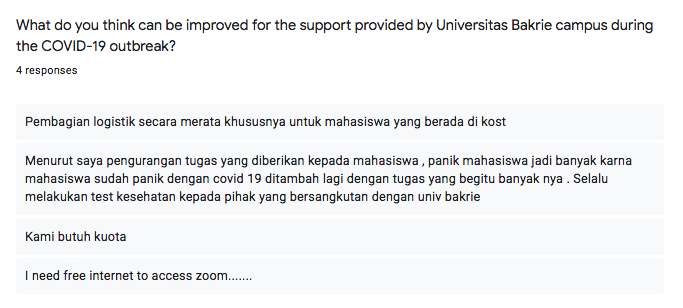 What do you think can be improved for the support provided by Universitas Bakrie campus during
the COVID-19 outbreak?
4 responses
Pembagian logistik secara merata khususnya untuk mahasiswa yang berada di kost
Menurut saya pengurangan tugas yang diberikan kepada mahasiswa , panik mahasiswa jadi banyak karna
mahasiswa sudah panik dengan covid 19 ditambah lagi dengan tugas yang begitu banyak nya . Selalu
melakukan test kesehatan kepada pihak yang bersangkutan dengan univ bakrie
Kami butuh kuota
I need free internet to access zoom.......